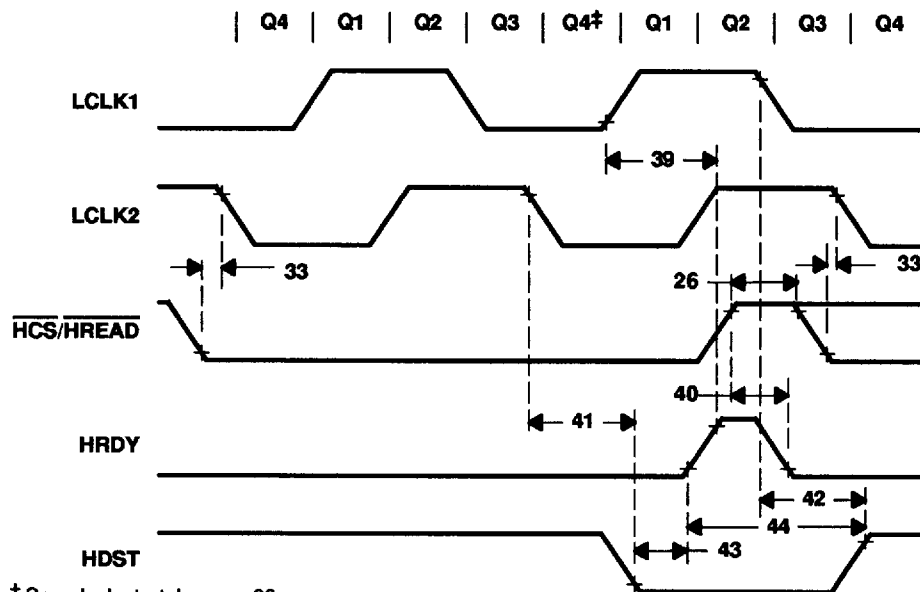 Q4 Q1 Q2 Q3 Q4‡ Q1 Q2 Q3 Q4
LCLK1
39
LCLK2
33
33
26
HCS/HREAD
40
41
HRDY
42
44
43
HDST